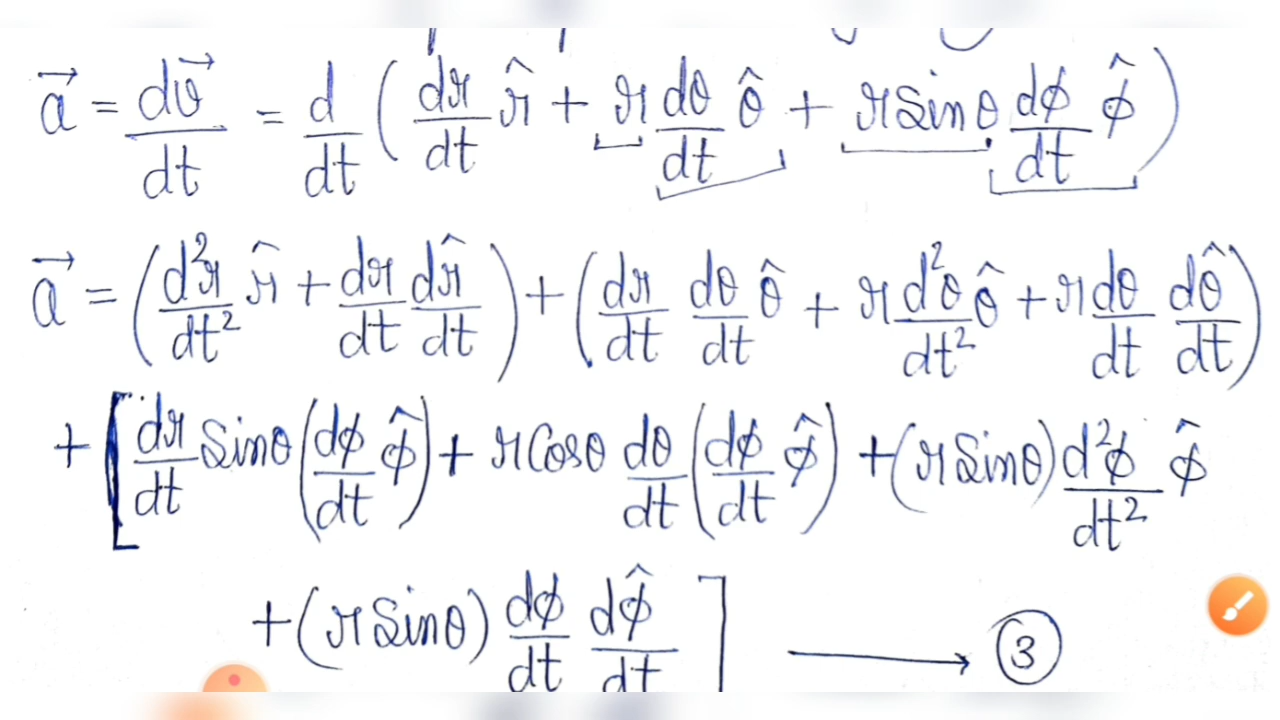 a⃗ = dv⃗/dt = d/dt ( dr/dt r̂ + r dθ/dt θ̂ + r Sinθ dϕ/dt ϕ̂ )
a⃗ = ( d²r/dt² r̂ + dr/dt dr̂/dt ) + ( dr/dt dθ/dt θ̂ + r d²θ/dt² θ̂ + r dθ/dt dθ̂/dt )
+ [ dr/dt Sinθ ( dϕ/dt ϕ̂ ) + r Cosθ dθ/dt ( dϕ/dt ϕ̂ ) + (r Sinθ) d²ϕ/dt² ϕ̂
+ (r Sinθ) dϕ/dt dϕ̂/dt ] → ③